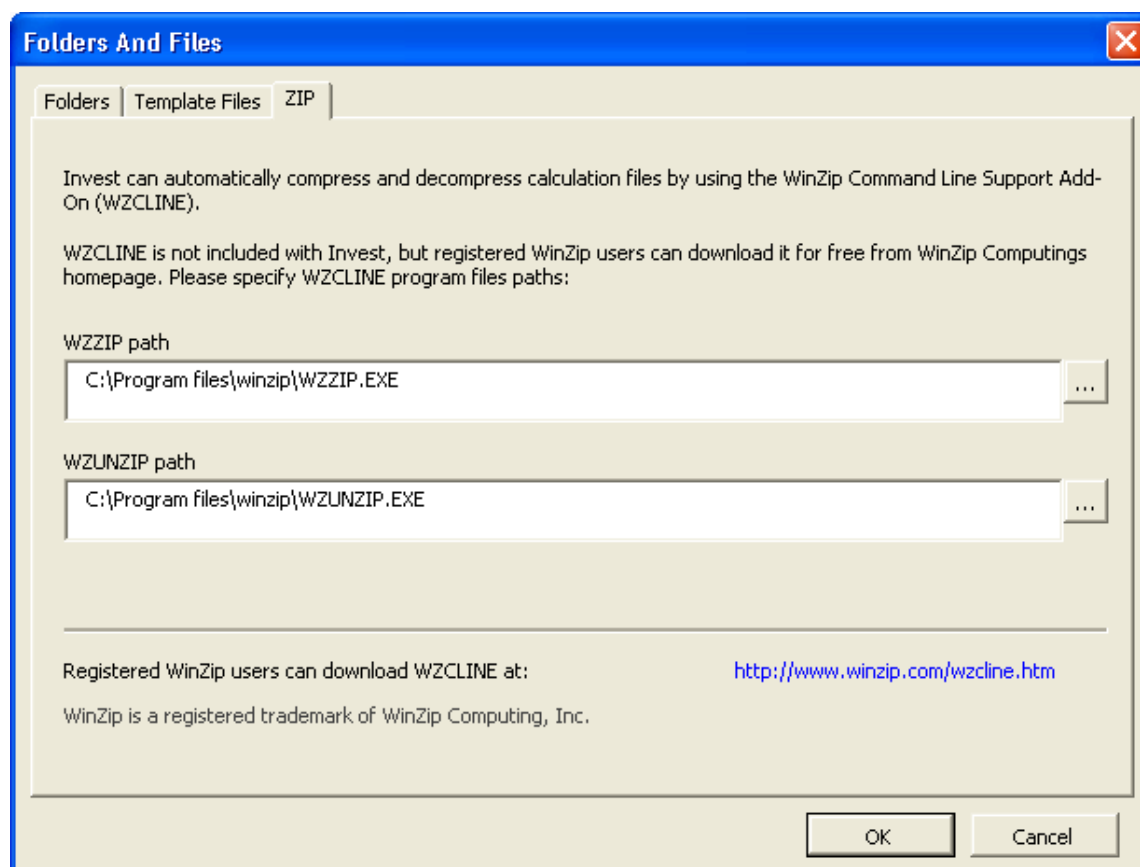 Folders And Files
Folders
Template Files
ZIP
Invest can automatically compress and decompress calculation files by using the WinZip Command Line Support Add-
On (WZCLINE).
WZCLINE is not included with Invest, but registered WinZip users can download it for free from WinZip Computings
homepage. Please specify WZCLINE program files paths:
WZZIP path
C:\Program files\winzip\WZZIP.EXE
...
WZUNZIP path
C:\Program files\winzip\WZUNZIP.EXE
...
Registered WinZip users can download WZCLINE at: http://www.winzip.com/wzcline.htm
WinZip is a registered trademark of WinZip Computing, Inc.
OK
Cancel